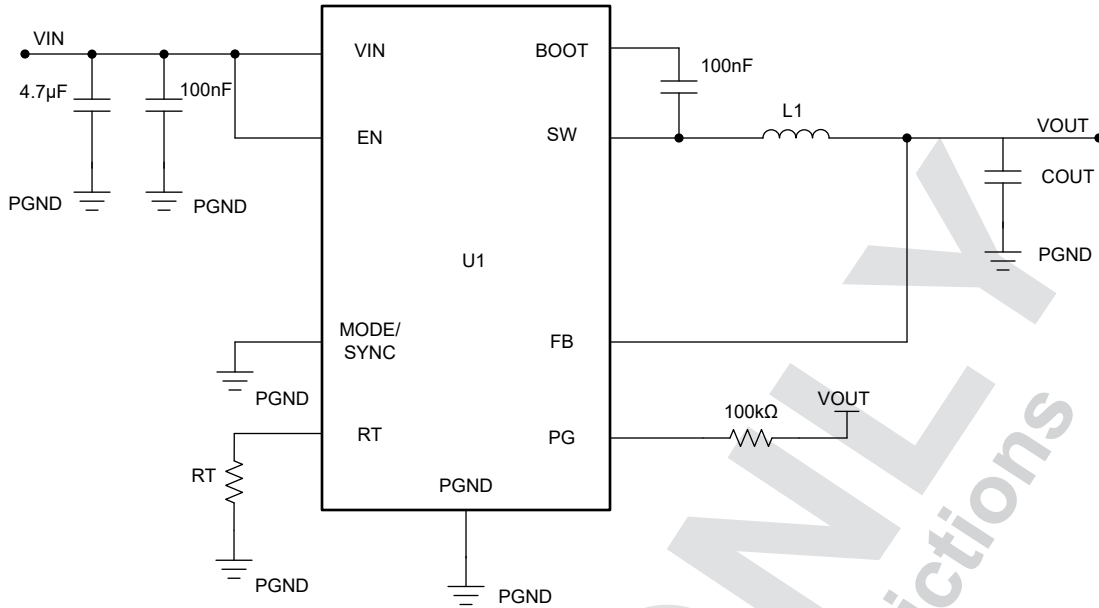 VIN
4.7µF
100nF
PGND
PGND
VIN
EN
MODE/
SYNC
RT
BOOT
SW
U1
FB
PG
PGND
100nF
L1
VOUT
COUT
PGND
100kΩ
VOUT
PGND
RT
PGND
PGND